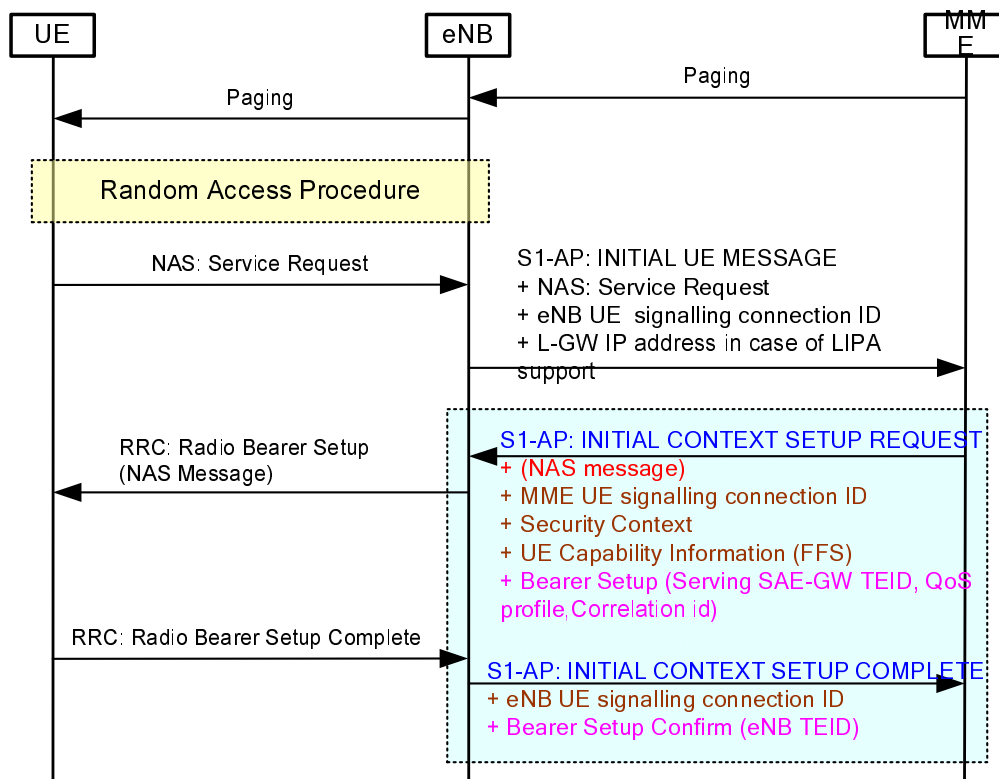 UE
eNB
MM
E
Paging
Paging
Random Access Procedure
NAS: Service Request
S1-AP: INITIAL UE MESSAGE
+ NAS: Service Request
+ eNB UE  signalling connection ID
+ L-GW IP address in case of LIPA
support
RRC: Radio Bearer Setup
(NAS Message)
S1-AP: INITIAL CONTEXT SETUP REQUEST
+ (NAS message)
+ MME UE signalling connection ID
+ Security Context
+ UE Capability Information (FFS)
+ Bearer Setup (Serving SAE-GW TEID, QoS
profile,Correlation id)
RRC: Radio Bearer Setup Complete
S1-AP: INITIAL CONTEXT SETUP COMPLETE
+ eNB UE signalling connection ID
+ Bearer Setup Confirm (eNB TEID)